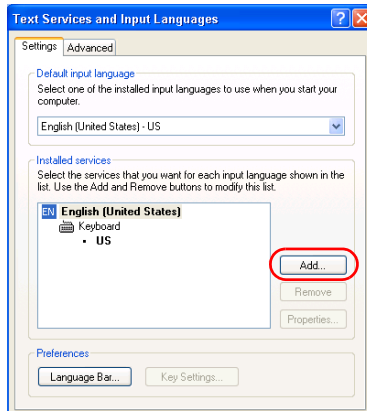 Text Services and Input Languages
Settings
Advanced
Default input language
Select one of the installed input languages to use when you start your
computer.
English (United States) - US
Installed services
Select the services that you want for each input language shown in the
list. Use the Add and Remove buttons to modify this list.
EN English (United States)
Keyboard
• US
Add...
Remove
Properties...
Preferences
Language Bar...
Key Settings...